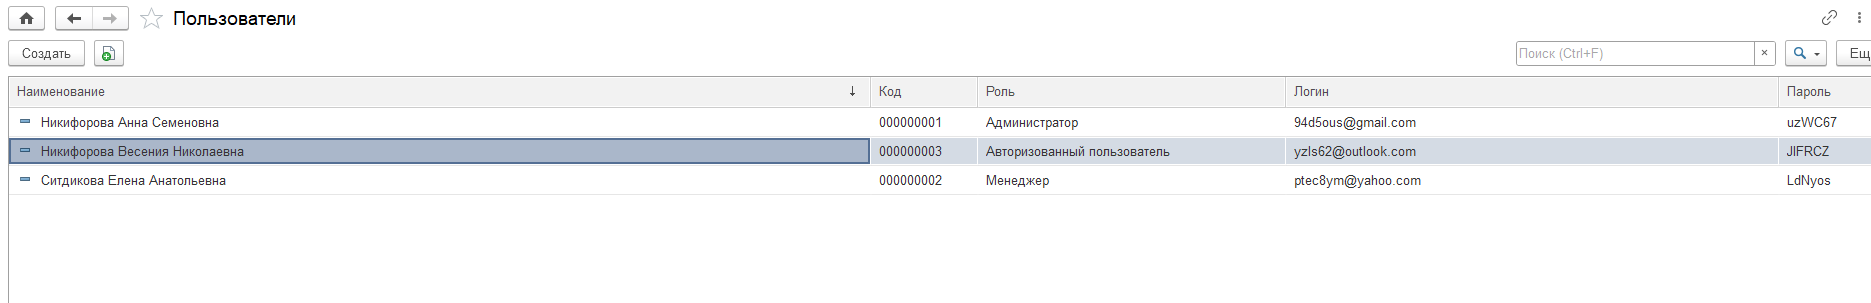 Пользователи
Создать
Поиск (Ctrl+F) × Ещ
Наименование ↓ Код Роль Логин Пароль
Никифорова Анна Семеновна 000000001 Администратор 94d5ous@gmail.com uzWC67
Никифорова Весения Николаевна 000000003 Авторизованный пользователь yzls62@outlook.com JlFRCZ
Ситдикова Елена Анатольевна 000000002 Менеджер ptec8ym@yahoo.com LdNyos